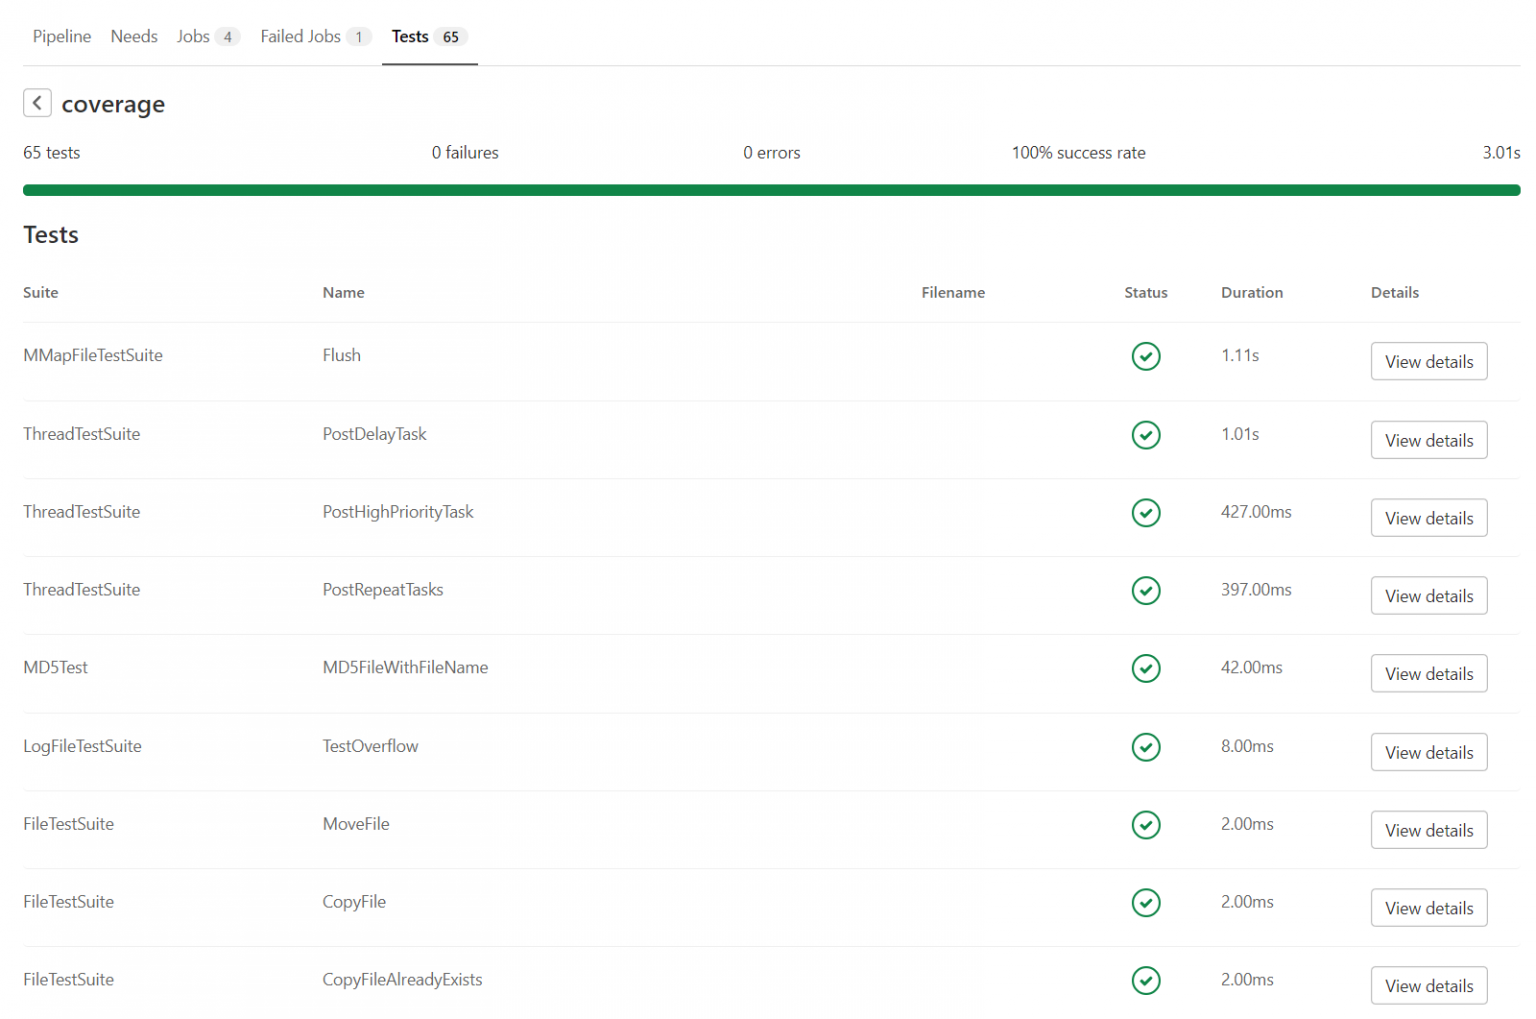 Pipeline Needs Jobs 4 Failed Jobs 1 Tests 65
coverage
65 tests 0 failures 0 errors 100% success rate 3.01s
Tests
Suite Name Filename Status Duration Details
MMapFileTestSuite Flush 1.11s View details
ThreadTestSuite PostDelayTask 1.01s View details
ThreadTestSuite PostHighPriorityTask 427.00ms View details
ThreadTestSuite PostRepeatTasks 397.00ms View details
MD5Test MD5FileWithFileName 42.00ms View details
LogFileTestSuite TestOverflow 8.00ms View details
FileTestSuite MoveFile 2.00ms View details
FileTestSuite CopyFile 2.00ms View details
FileTestSuite CopyFileAlreadyExists 2.00ms View details